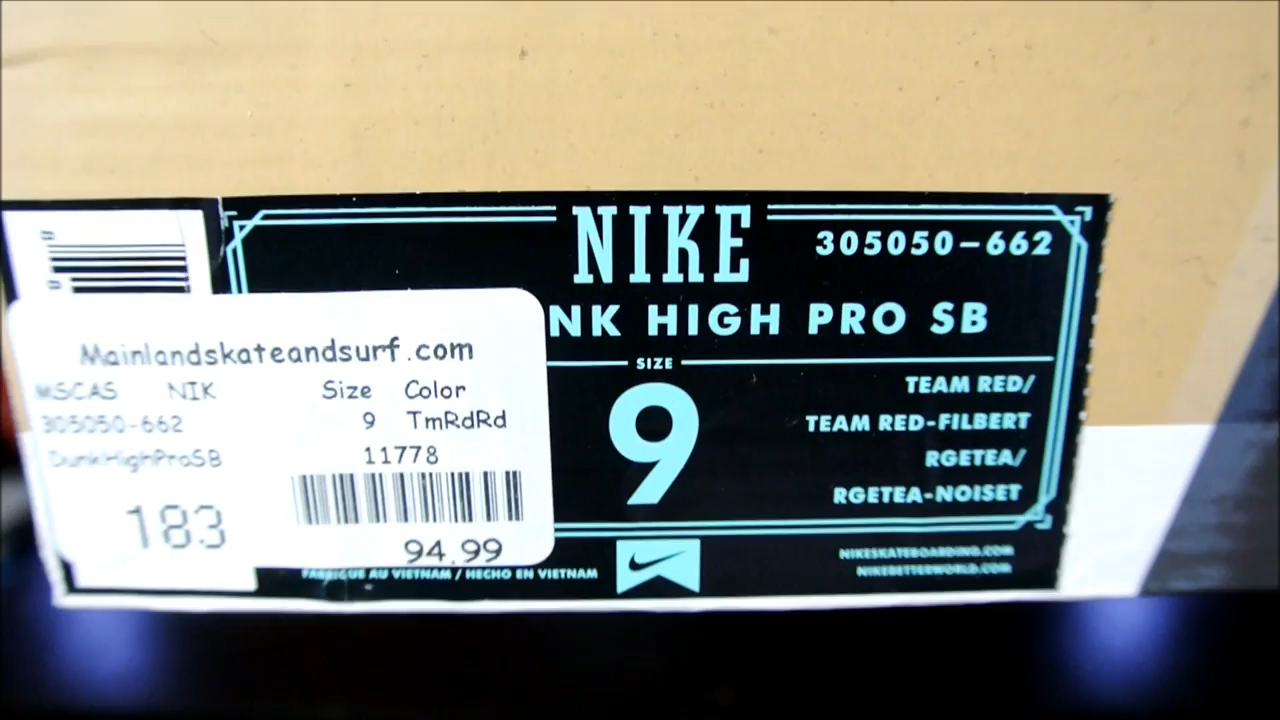 NIKE
305050-662
NK HIGH PRO SB
SIZE
9
TEAM RED/
TEAM RED-FILBERT
RGETEA/
RGETEA-NOISET
NIKESKATEBOARDING.COM
NIKEBETTERWORLD.COM
FABRIQUE AU VIETNAM / HECHO EN VIETNAM
Mainlandskateandsurf.com
MSCAS NIK Size Color
305050-662 9 TmRdRd
DunkHighProSB 11778
183
94.99